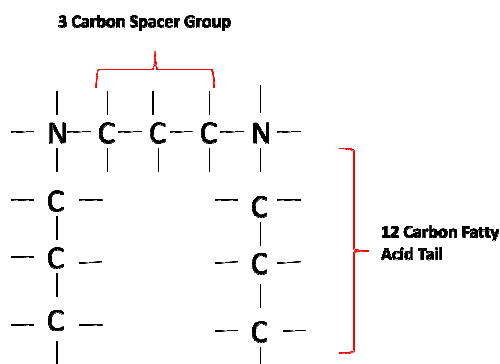 3 Carbon Spacer Group
N C C C N
C C
12 Carbon Fatty
Acid Tail
C C
C C